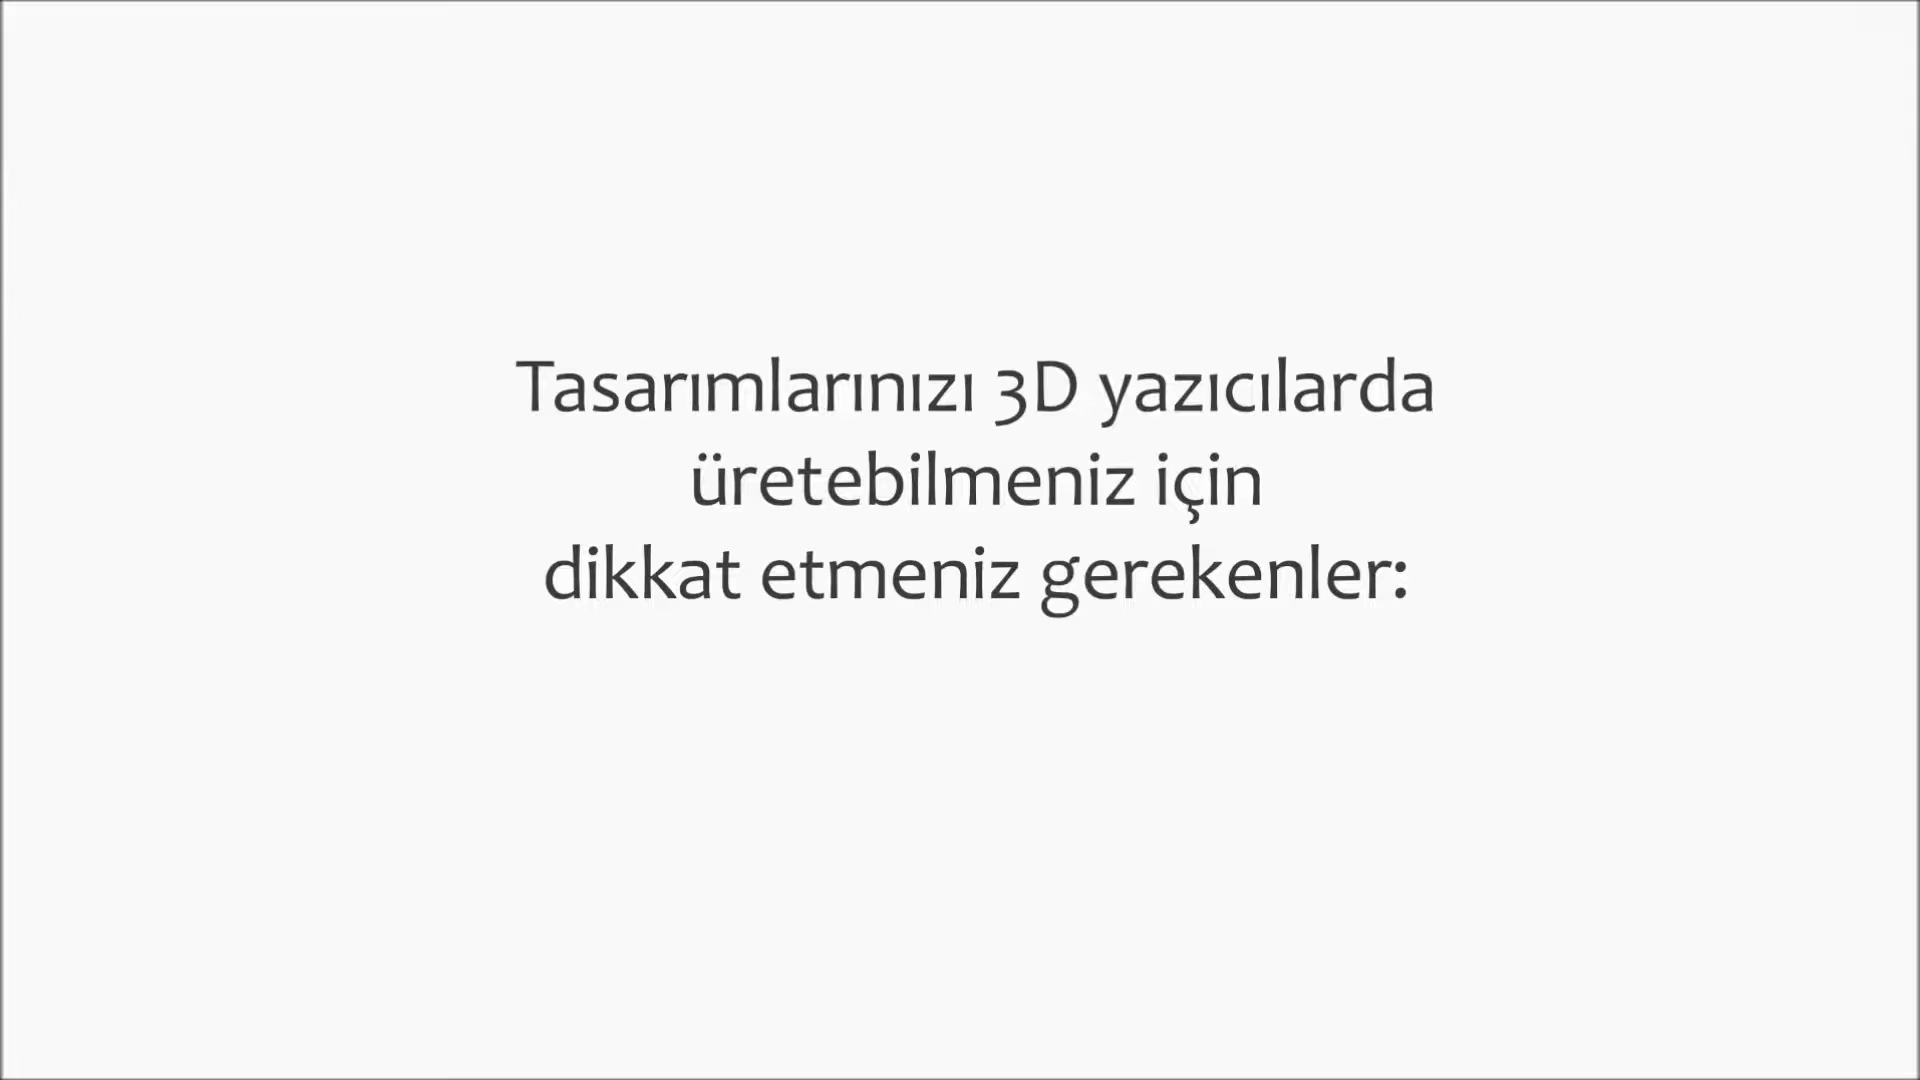 Tasarımlarınızı 3D yazıcılarda
üretebilmeniz için
dikkat etmeniz gerekenler: